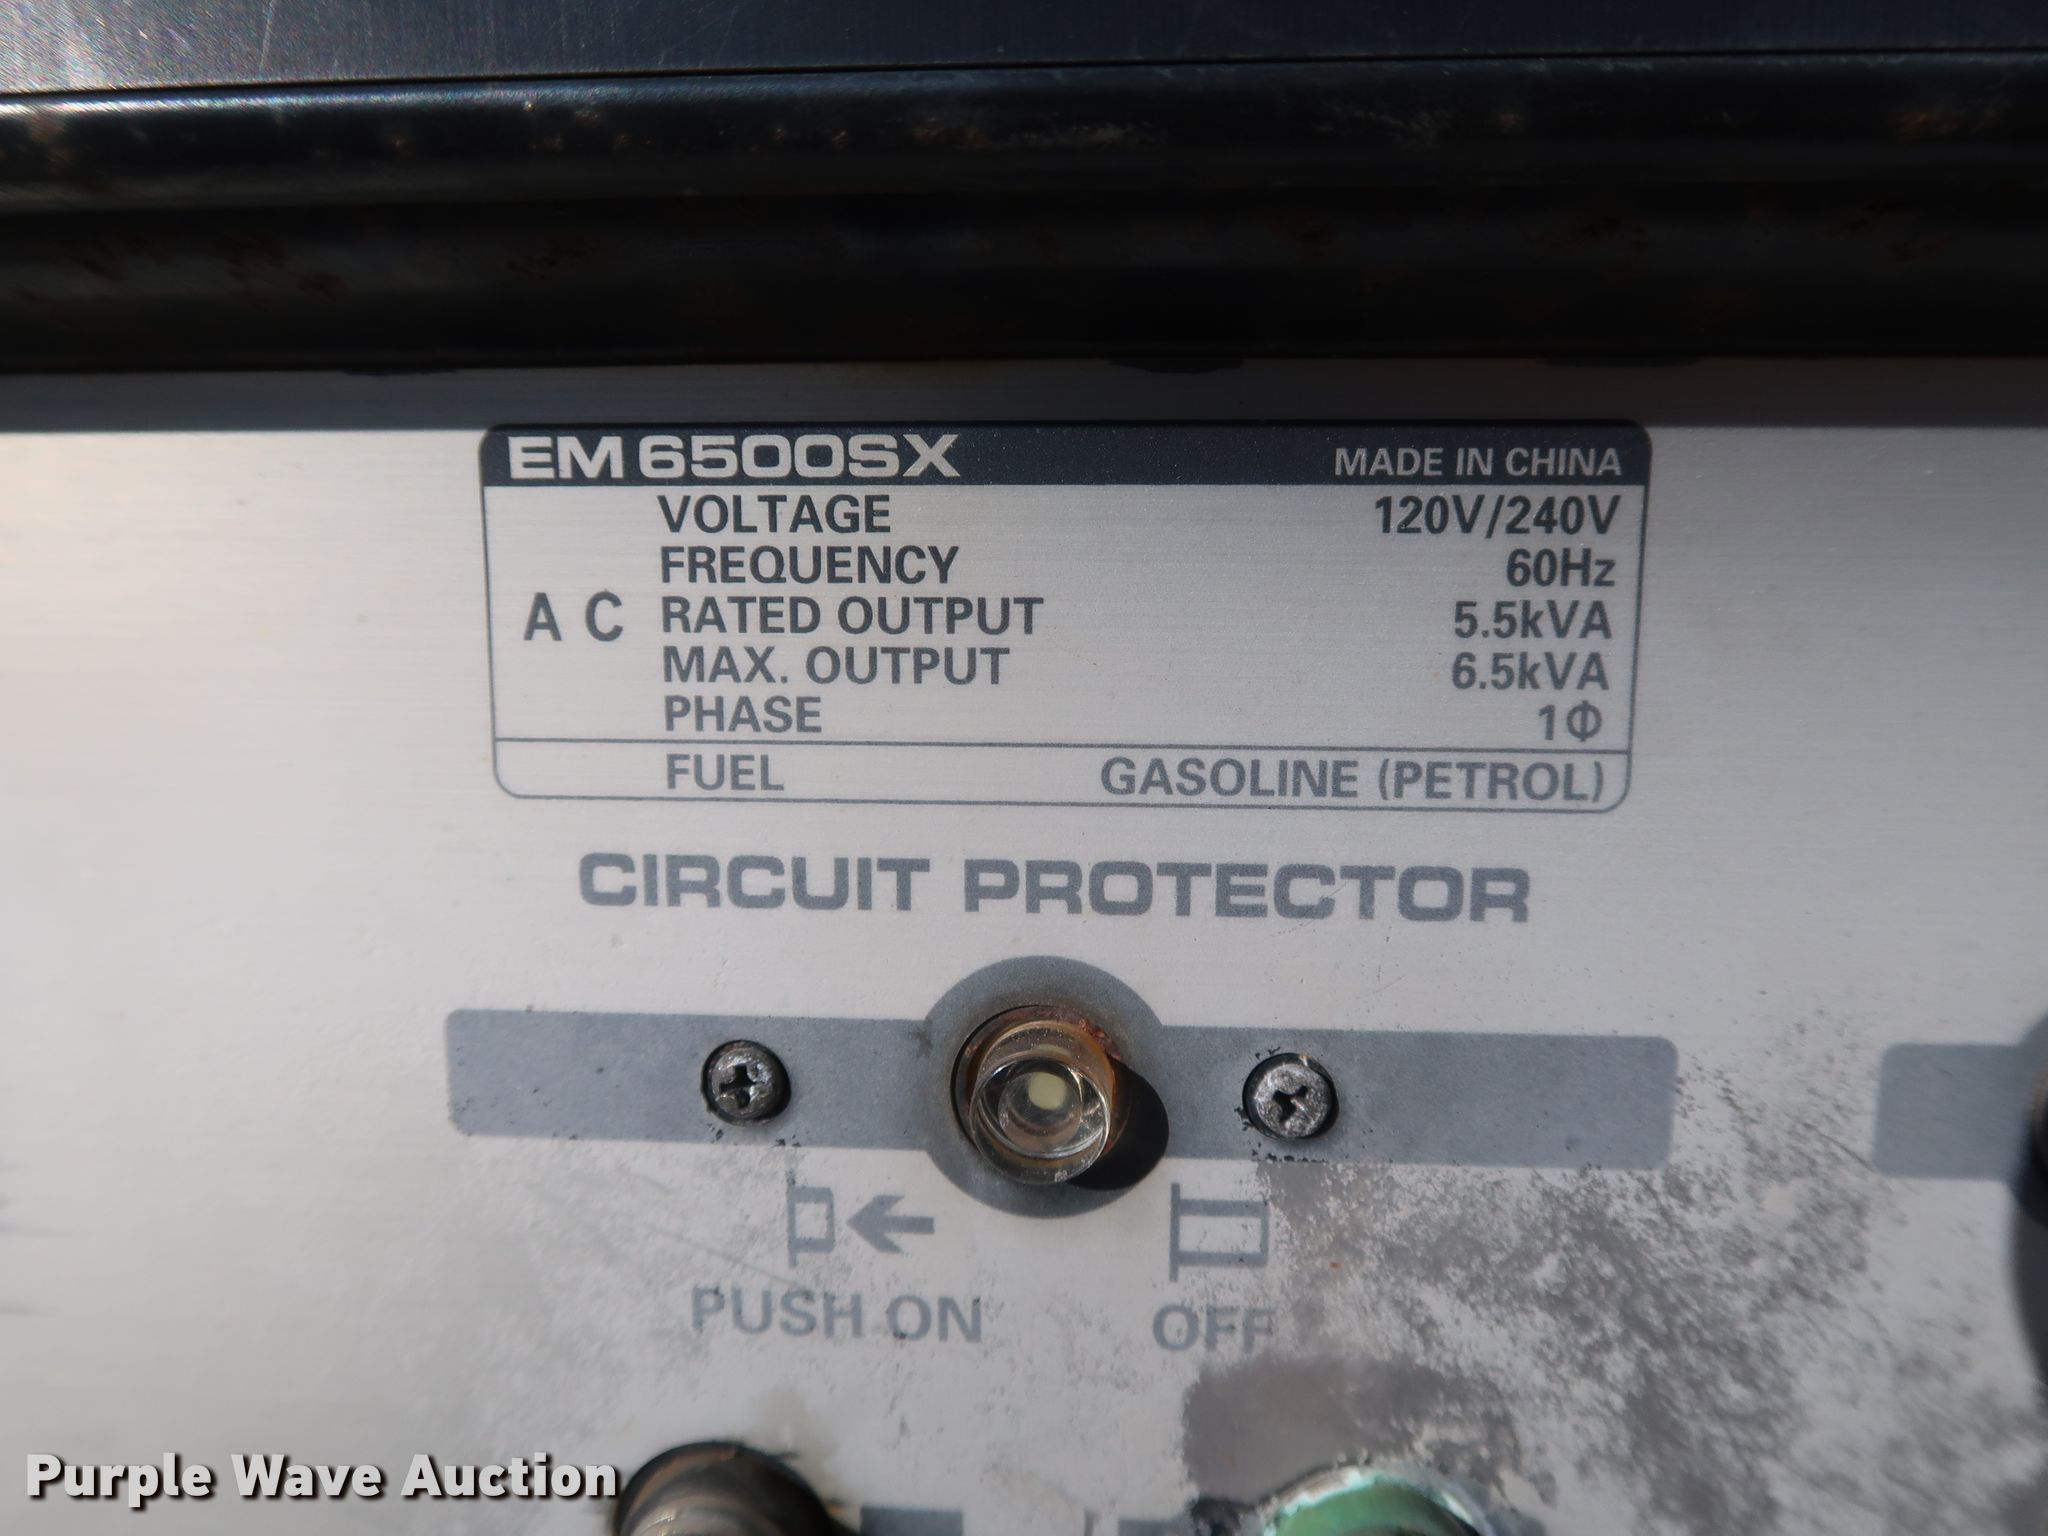 EM6500SX MADE IN CHINA
VOLTAGE 120V/240V
FREQUENCY 60Hz
AC RATED OUTPUT 5.5kVA
MAX. OUTPUT 6.5kVA
PHASE 1Φ
FUEL GASOLINE (PETROL)
CIRCUIT PROTECTOR
PUSH ON OFF
Purple Wave Auction